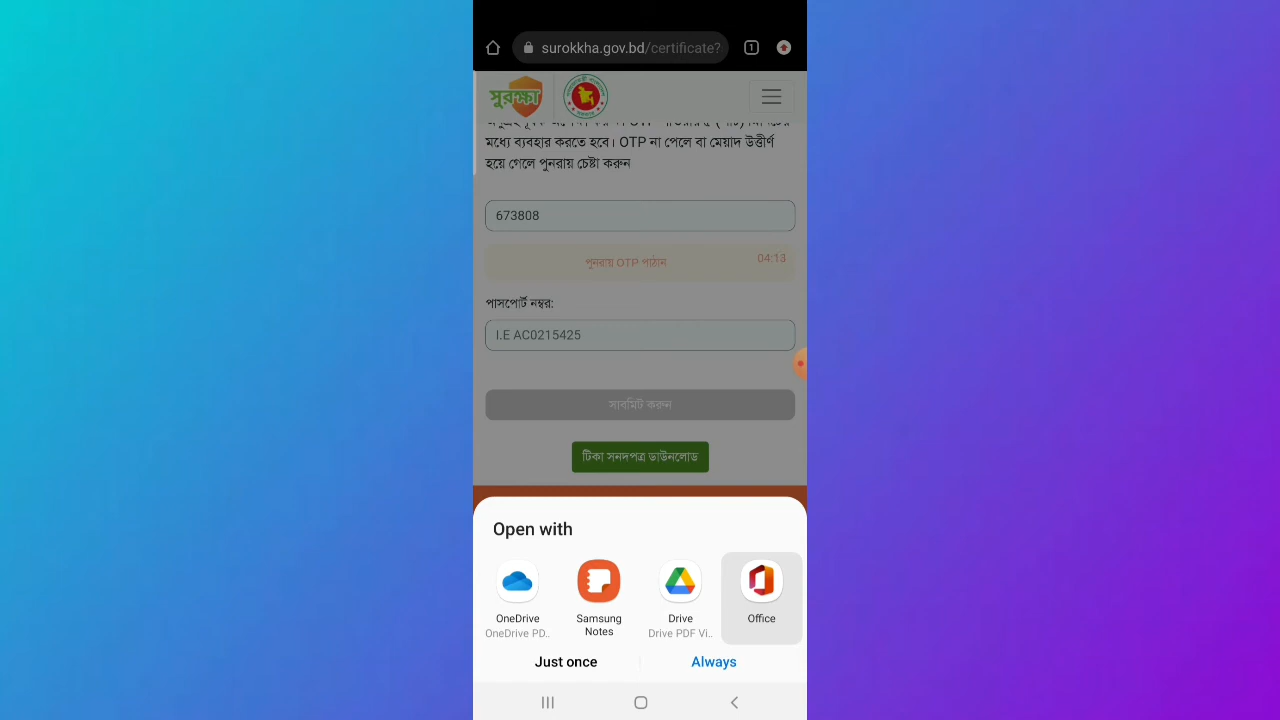 surokkha.gov.bd/certificate?
1
সুরক্ষা
মধ্যে ব্যবহার করতে হবে। OTP না পেলে বা মেয়াদ উত্তীর্ণ
হয়ে গেলে পুনরায় চেষ্টা করুন
673808
পুনরায় OTP পাঠান
04:13
পাসপোর্ট নম্বর:
I.E AC0215425
সাবমিট করুন
টিকা সনদপত্র ডাউনলোড
Open with
OneDrive
OneDrive PD..
Samsung
Notes
Drive
Drive PDF Vi..
Office
Just once
Always